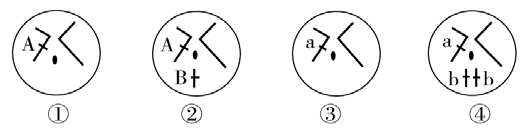 A A a a
B b b
① ② ③ ④